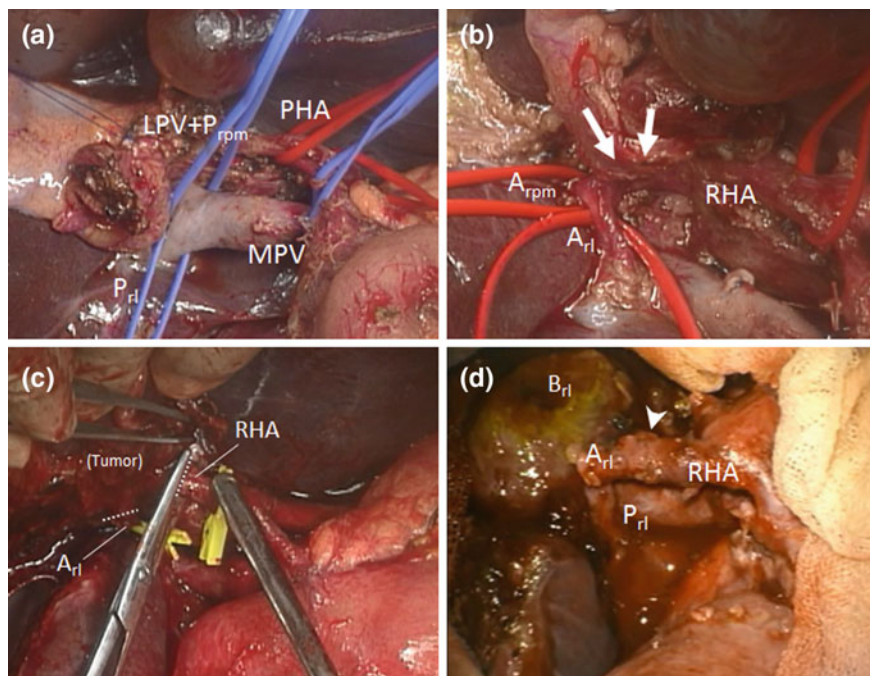 (a)
LPV+Prpm
PHA
MPV
Prl
(b)
Arpm
RHA
Arl
(c)
RHA
(Tumor)
Arl
(d)
Brl
Arl
RHA
Prl